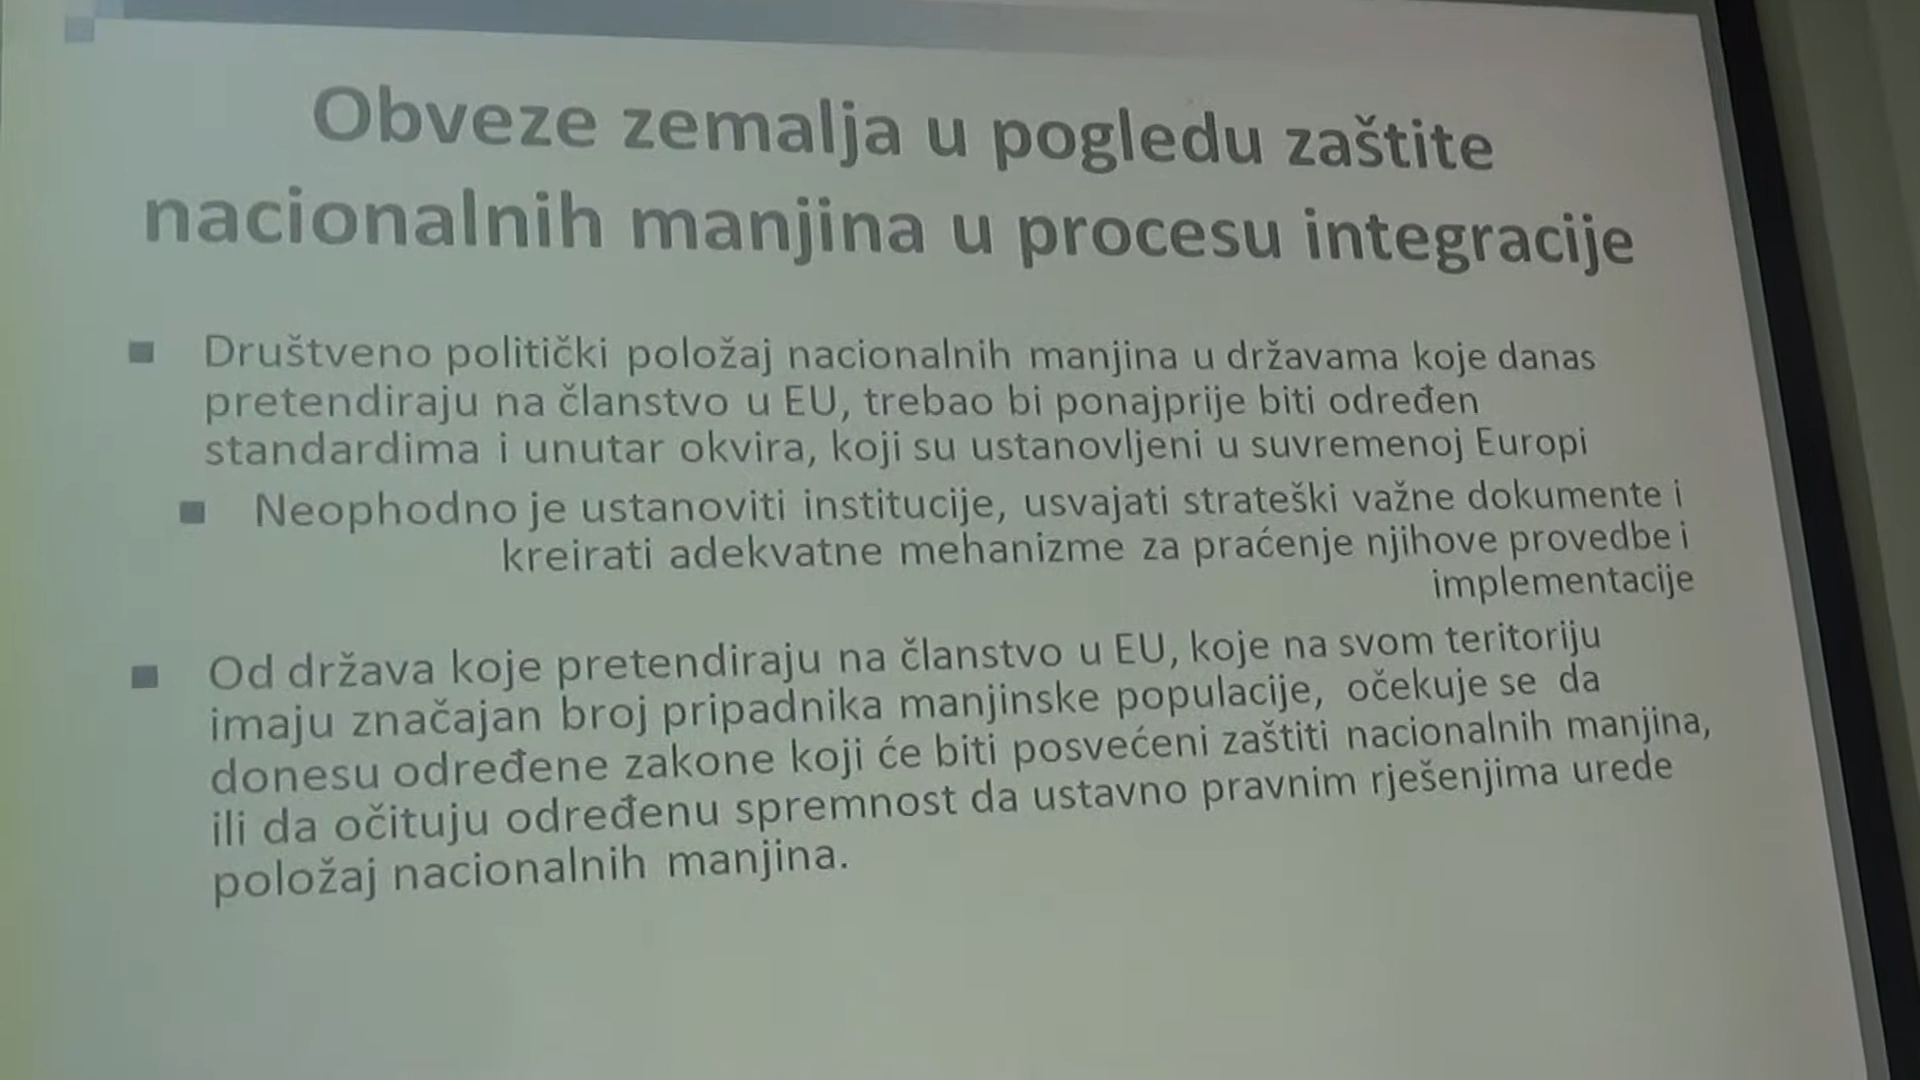 Obveze zemalja u pogledu zaštite
nacionalnih manjina u procesu integracije
Društveno politički položaj nacionalnih manjina u državama koje danas
pretendiraju na članstvo u EU, trebao bi ponajprije biti određen
standardima i unutar okvira, koji su ustanovljeni u suvremenoj Europi
Neophodno je ustanoviti institucije, usvajati strateški važne dokumente i
kreirati adekvatne mehanizme za praćenje njihove provedbe i
implementacije
Od država koje pretendiraju na članstvo u EU, koje na svom teritoriju
imaju značajan broj pripadnika manjinske populacije, očekuje se da
donesu određene zakone koji će biti posvećeni zaštiti nacionalnih manjina,
ili da očituju određenu spremnost da ustavno pravnim rješenjima urede
položaj nacionalnih manjina.